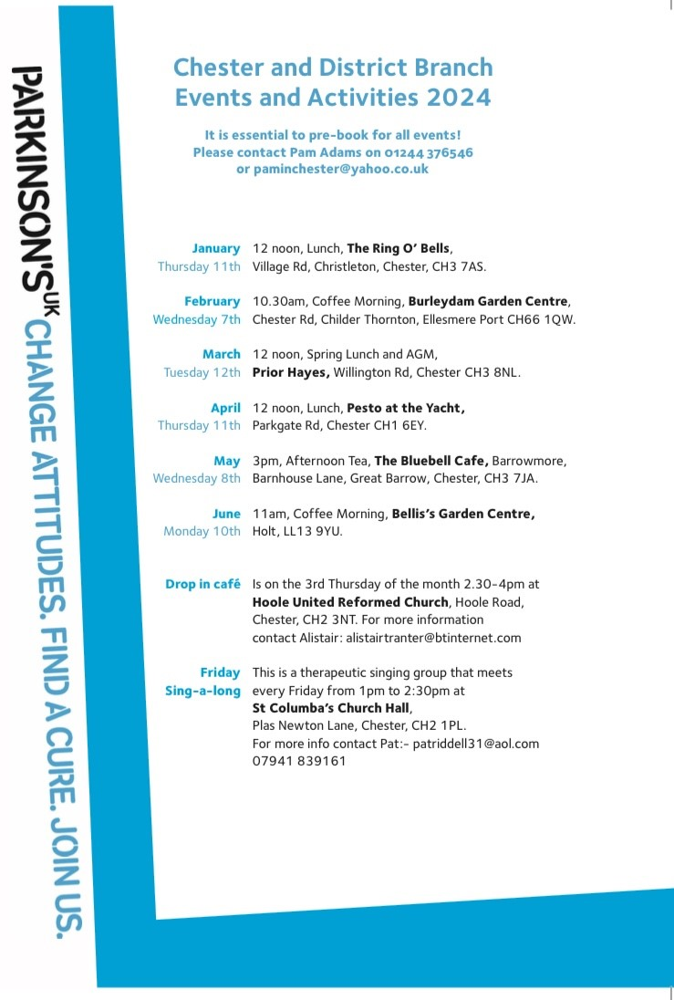 PARKINSON'S UK
CHANGE ATTITUDES. FIND A CURE. JOIN US.
Chester and District Branch
Events and Activities 2024
It is essential to pre-book for all events!
Please contact Pam Adams on 01244 376546
or paminchester@yahoo.co.uk
January 12 noon, Lunch, The Ring O’ Bells,
Thursday 11th Village Rd, Christleton, Chester, CH3 7AS.
February 10.30am, Coffee Morning, Burleydam Garden Centre,
Wednesday 7th Chester Rd, Childer Thornton, Ellesmere Port CH66 1QW.
March 12 noon, Spring Lunch and AGM,
Tuesday 12th Prior Hayes, Willington Rd, Chester CH3 8NL.
April 12 noon, Lunch, Pesto at the Yacht,
Thursday 11th Parkgate Rd, Chester CH1 6EY.
May 3pm, Afternoon Tea, The Bluebell Cafe, Barrowmore,
Wednesday 8th Barnhouse Lane, Great Barrow, Chester, CH3 7JA.
June 11am, Coffee Morning, Bellis’s Garden Centre,
Monday 10th Holt, LL13 9YU.
Drop in café Is on the 3rd Thursday of the month 2.30-4pm at
Hoole United Reformed Church, Hoole Road,
Chester, CH2 3NT. For more information
contact Alistair: alistairtranter@btinternet.com
Friday This is a therapeutic singing group that meets
Sing-a-long every Friday from 1pm to 2:30pm at
St Columba’s Church Hall,
Plas Newton Lane, Chester, CH2 1PL.
For more info contact Pat:- patriddell31@aol.com
07941 839161